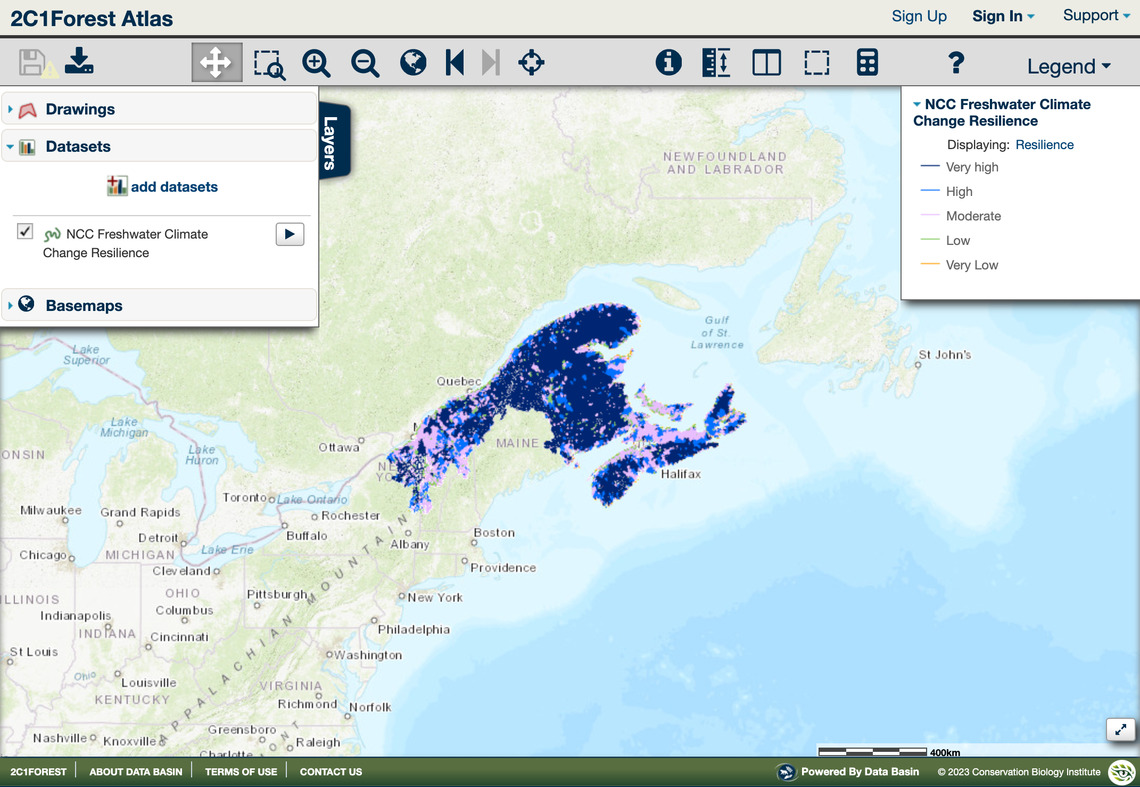 2C1Forest Atlas
Sign Up
Sign In
Support
Legend
Drawings
Datasets
add datasets
NCC Freshwater Climate
Change Resilience
Basemaps
Layers
NCC Freshwater Climate
Change Resilience
Displaying: Resilience
Very high
High
Moderate
Low
Very Low
NEWFOUNDLAND
AND LABRADOR
Gulf
of St.
Lawrence
St John's
Lake
Superior
Quebec
Lake
Michigan
Lake
Huron
Ottawa
MAINE
Halifax
Toronto
Lake Ontario
Milwaukee
Grand Rapids
Rochester
Detroit
Buffalo
Albany
Boston
Chicago
MICHIGAN
Lake Erie
Providence
Cleveland
OHIO
Pittsburgh
New York
ILLINOIS
Columbus
Indianapolis
INDIANA
Cincinnati
Philadelphia
St Louis
Washington
Ohio
Louisville
VIRGINIA
KENTUCKY
Richmond
Norfolk
APPALACHIAN MOUNTAIN
Nashville
Knoxville
Greensboro
Raleigh
Charlotte
400km
2C1FOREST
ABOUT DATA BASIN
TERMS OF USE
CONTACT US
Powered By Data Basin
© 2023 Conservation Biology Institute